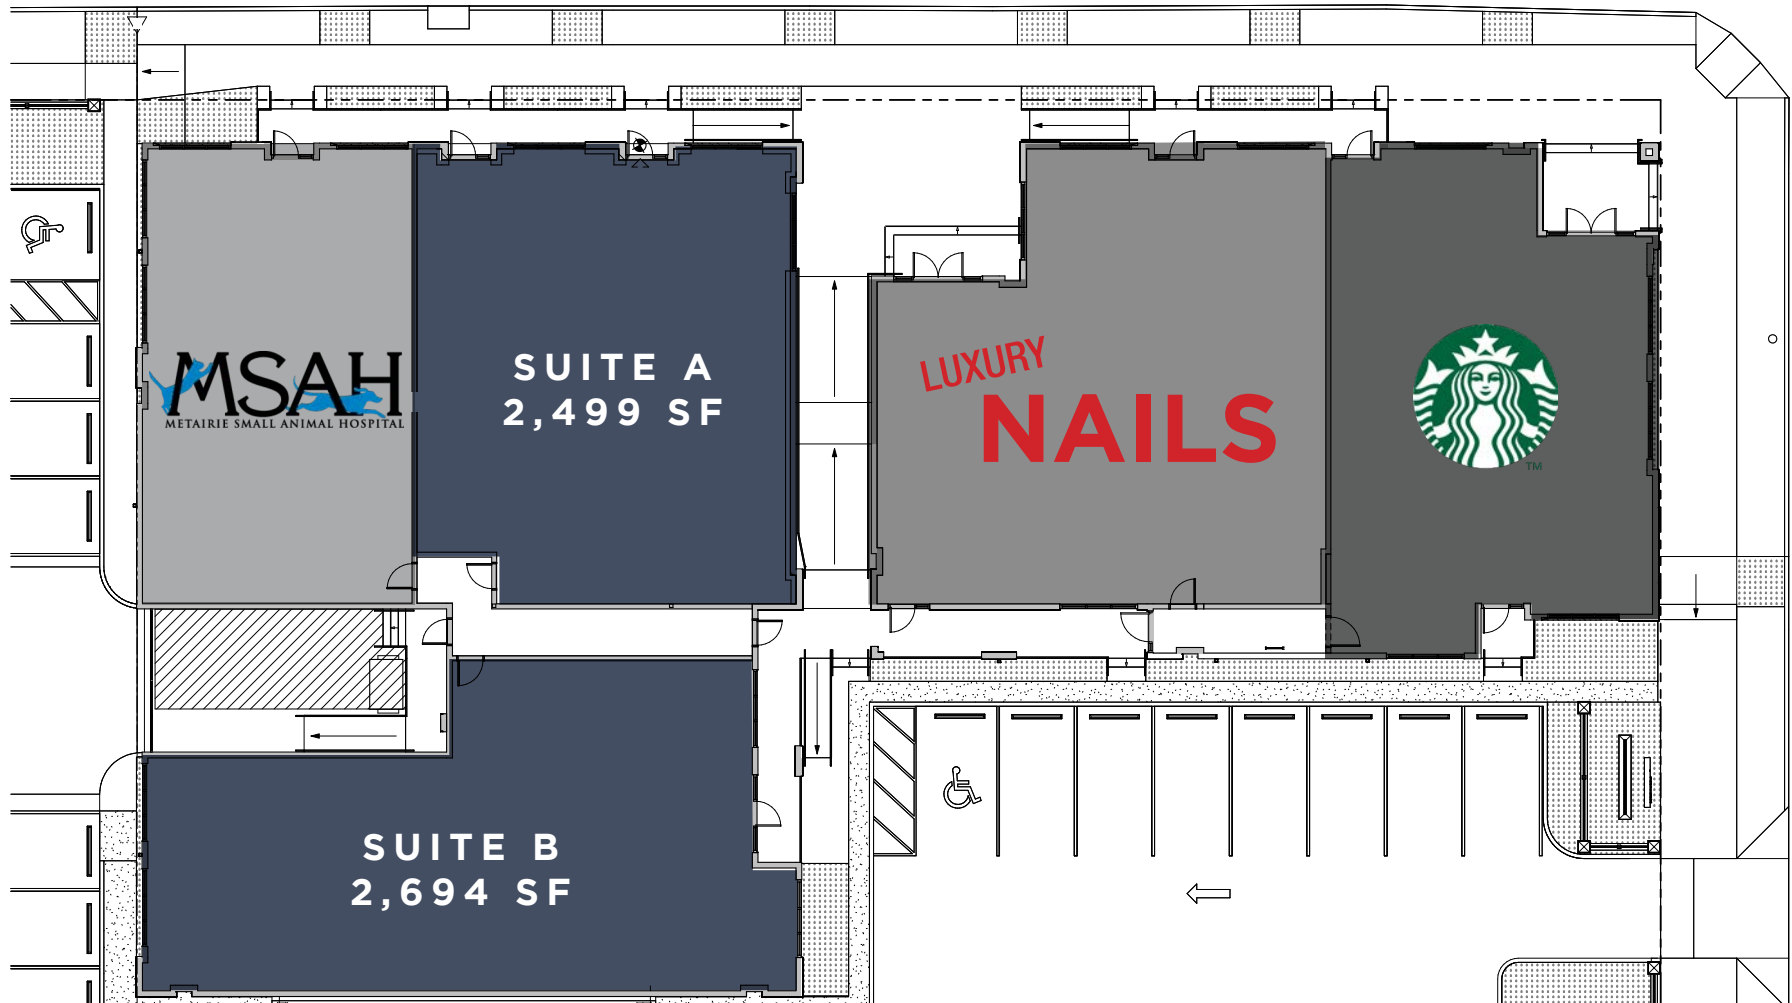 MSAH
METAIRIE SMALL ANIMAL HOSPITAL
SUITE A
2,499 SF
LUXURY
NAILS
TM
SUITE B
2,694 SF